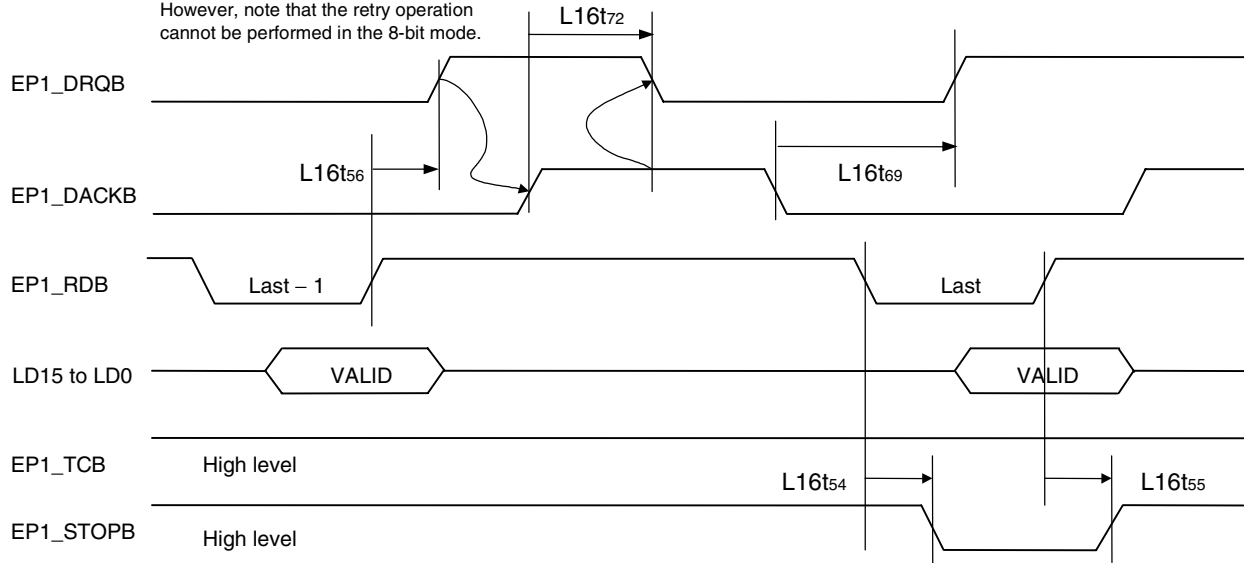 However, note that the retry operation
cannot be performed in the 8-bit mode.
L16t72
EP1_DRQB
L16t56
L16t69
EP1_DACKB
EP1_RDB
Last – 1
Last
LD15 to LD0
VALID
VALID
EP1_TCB
High level
L16t54
L16t55
EP1_STOPB
High level